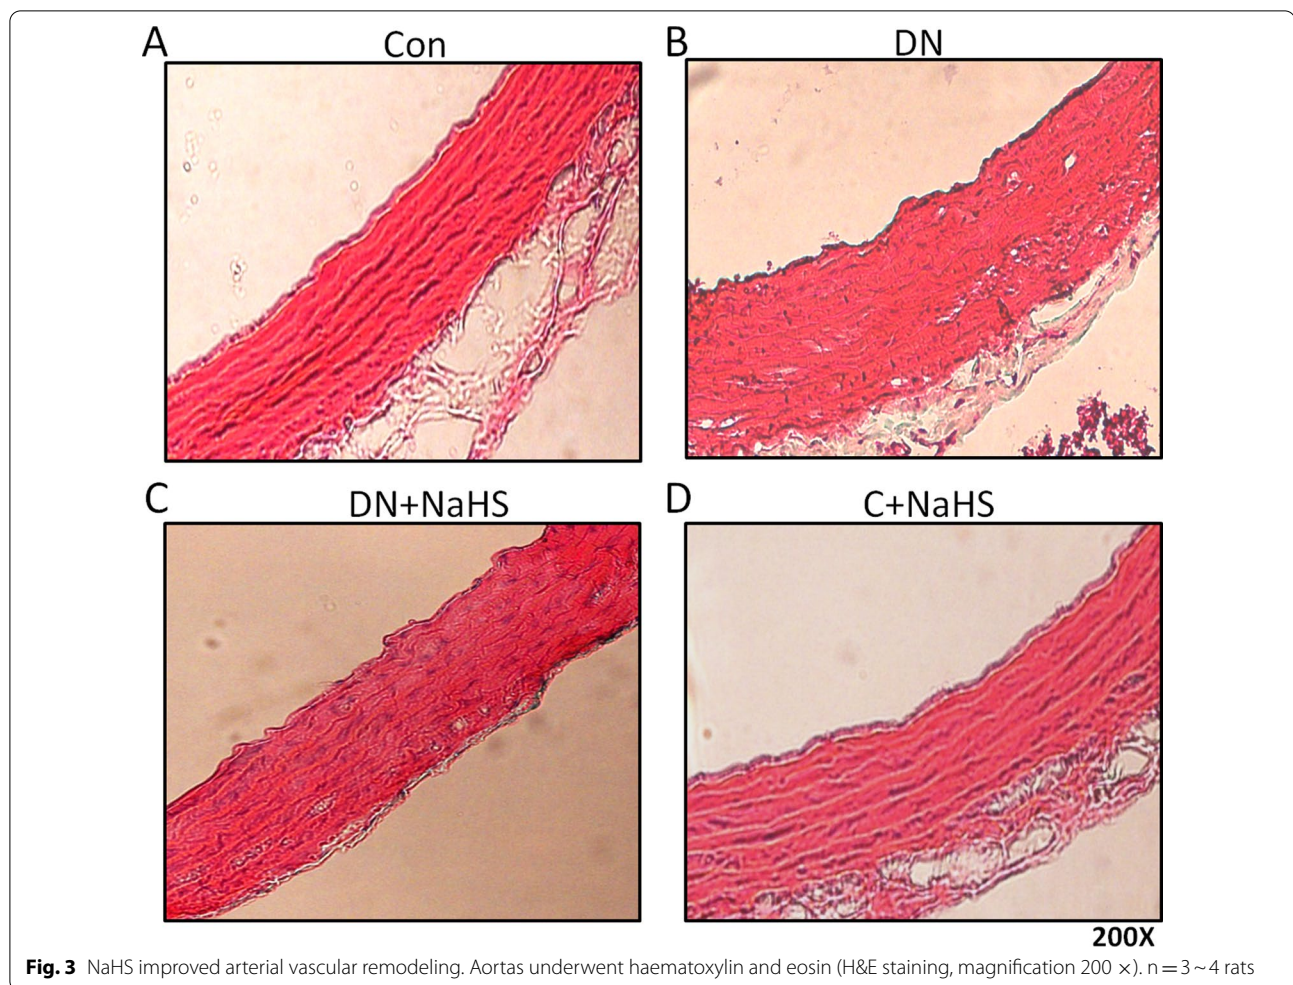 A
Con
B
DN
C
DN+NaHS
D
C+NaHS
200X
Fig. 3 NaHS improved arterial vascular remodeling. Aortas underwent haematoxylin and eosin (H&E staining, magnification 200 ×). n = 3 ~ 4 rats